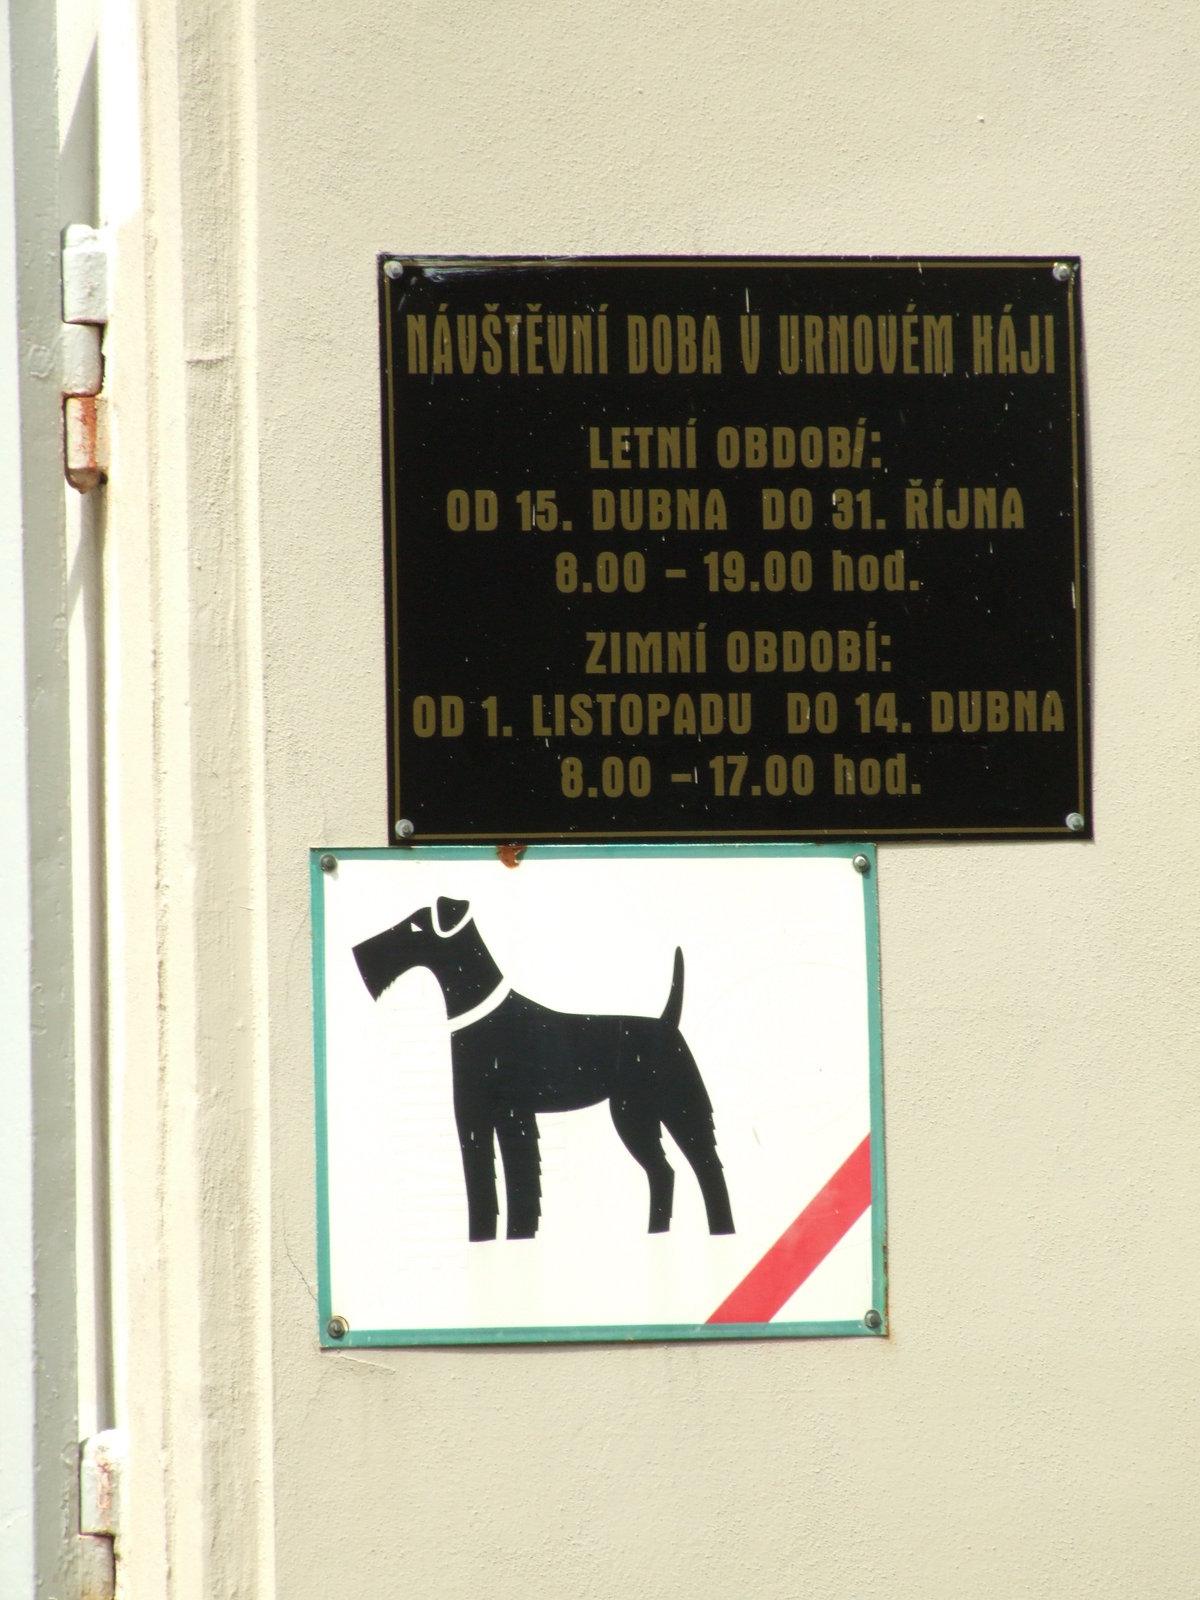 NÁVŠTĚVNÍ DOBA V URNOVÉM HÁJI
LETNÍ OBDOBÍ:
OD 15. DUBNA DO 31. ŘÍJNA
8.00 - 19.00 hod.
ZIMNÍ OBDOBÍ:
OD 1. LISTOPADU DO 14. DUBNA
8.00 - 17.00 hod.